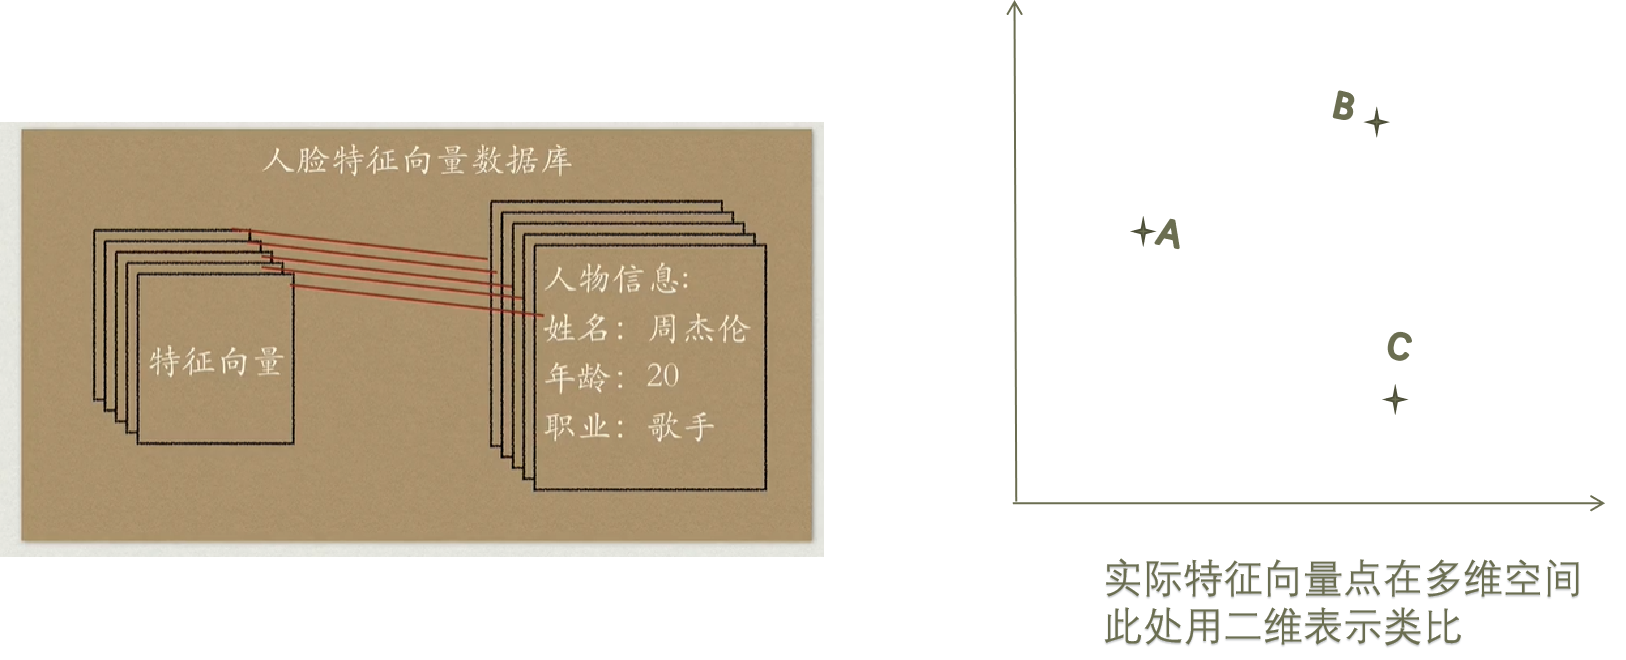 人脸特征向量数据库
特征向量
人物信息:
姓名：周杰伦
年龄：20
职业：歌手
B
A
C
实际特征向量点在多维空间
此处用二维表示类比